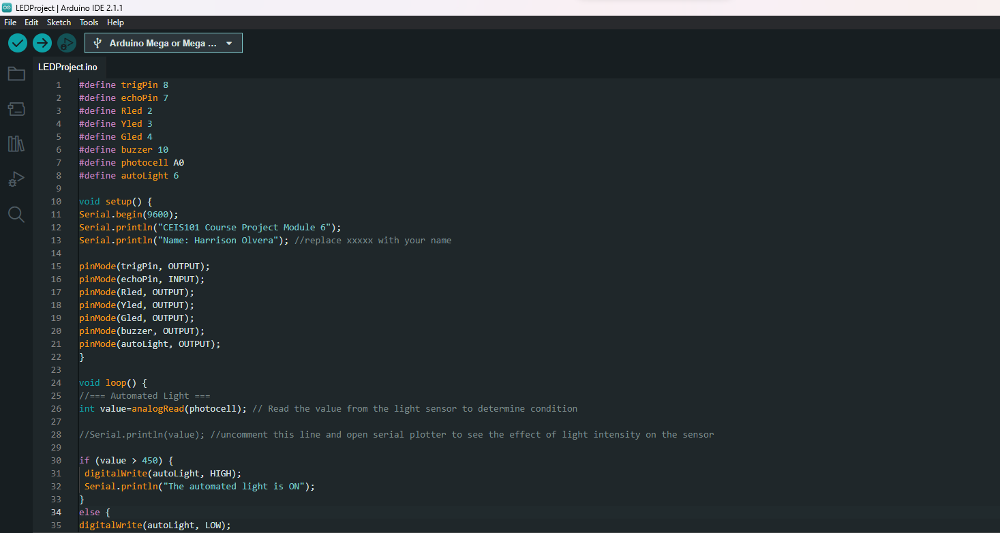 LEDProject | Arduino IDE 2.1.1
File Edit Sketch Tools Help
Arduino Mega or Mega ...
LEDProject.ino
1 #define trigPin 8
2 #define echoPin 7
3 #define Rled 2
4 #define Yled 3
5 #define Gled 4
6 #define buzzer 10
7 #define photocell A0
8 #define autoLight 6
9
10 void setup() {
11 Serial.begin(9600);
12 Serial.println("CEIS101 Course Project Module 6");
13 Serial.println("Name: Harrison Olvera"); //replace xxxxx with your name
14
15 pinMode(trigPin, OUTPUT);
16 pinMode(echoPin, INPUT);
17 pinMode(Rled, OUTPUT);
18 pinMode(Yled, OUTPUT);
19 pinMode(Gled, OUTPUT);
20 pinMode(buzzer, OUTPUT);
21 pinMode(autoLight, OUTPUT);
22 }
23
24 void loop() {
25 //=== Automated Light ===
26 int value=analogRead(photocell); // Read the value from the light sensor to determine condition
27
28 //Serial.println(value); //uncomment this line and open serial plotter to see the effect of light intensity on the sensor
29
30 if (value > 450) {
31 digitalWrite(autoLight, HIGH);
32 Serial.println("The automated light is ON");
33 }
34 else {
35 digitalWrite(autoLight, LOW);